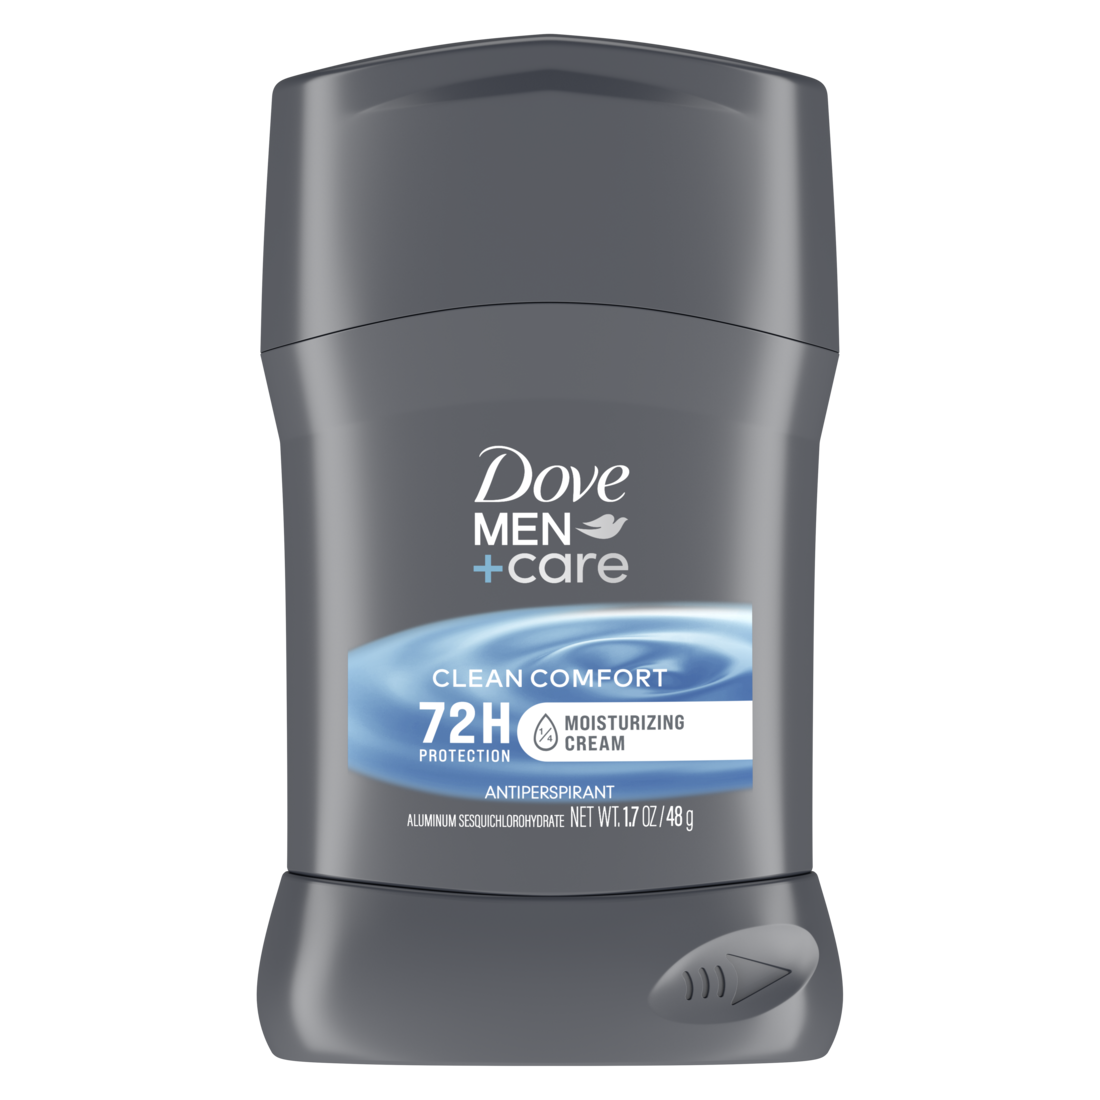 Dove
MEN
+care
CLEAN COMFORT
72H
PROTECTION
1/4
MOISTURIZING
CREAM
ANTIPERSPIRANT
ALUMINUM SESQUICHLOROHYDRATE NET WT. 1.7 OZ / 48 g